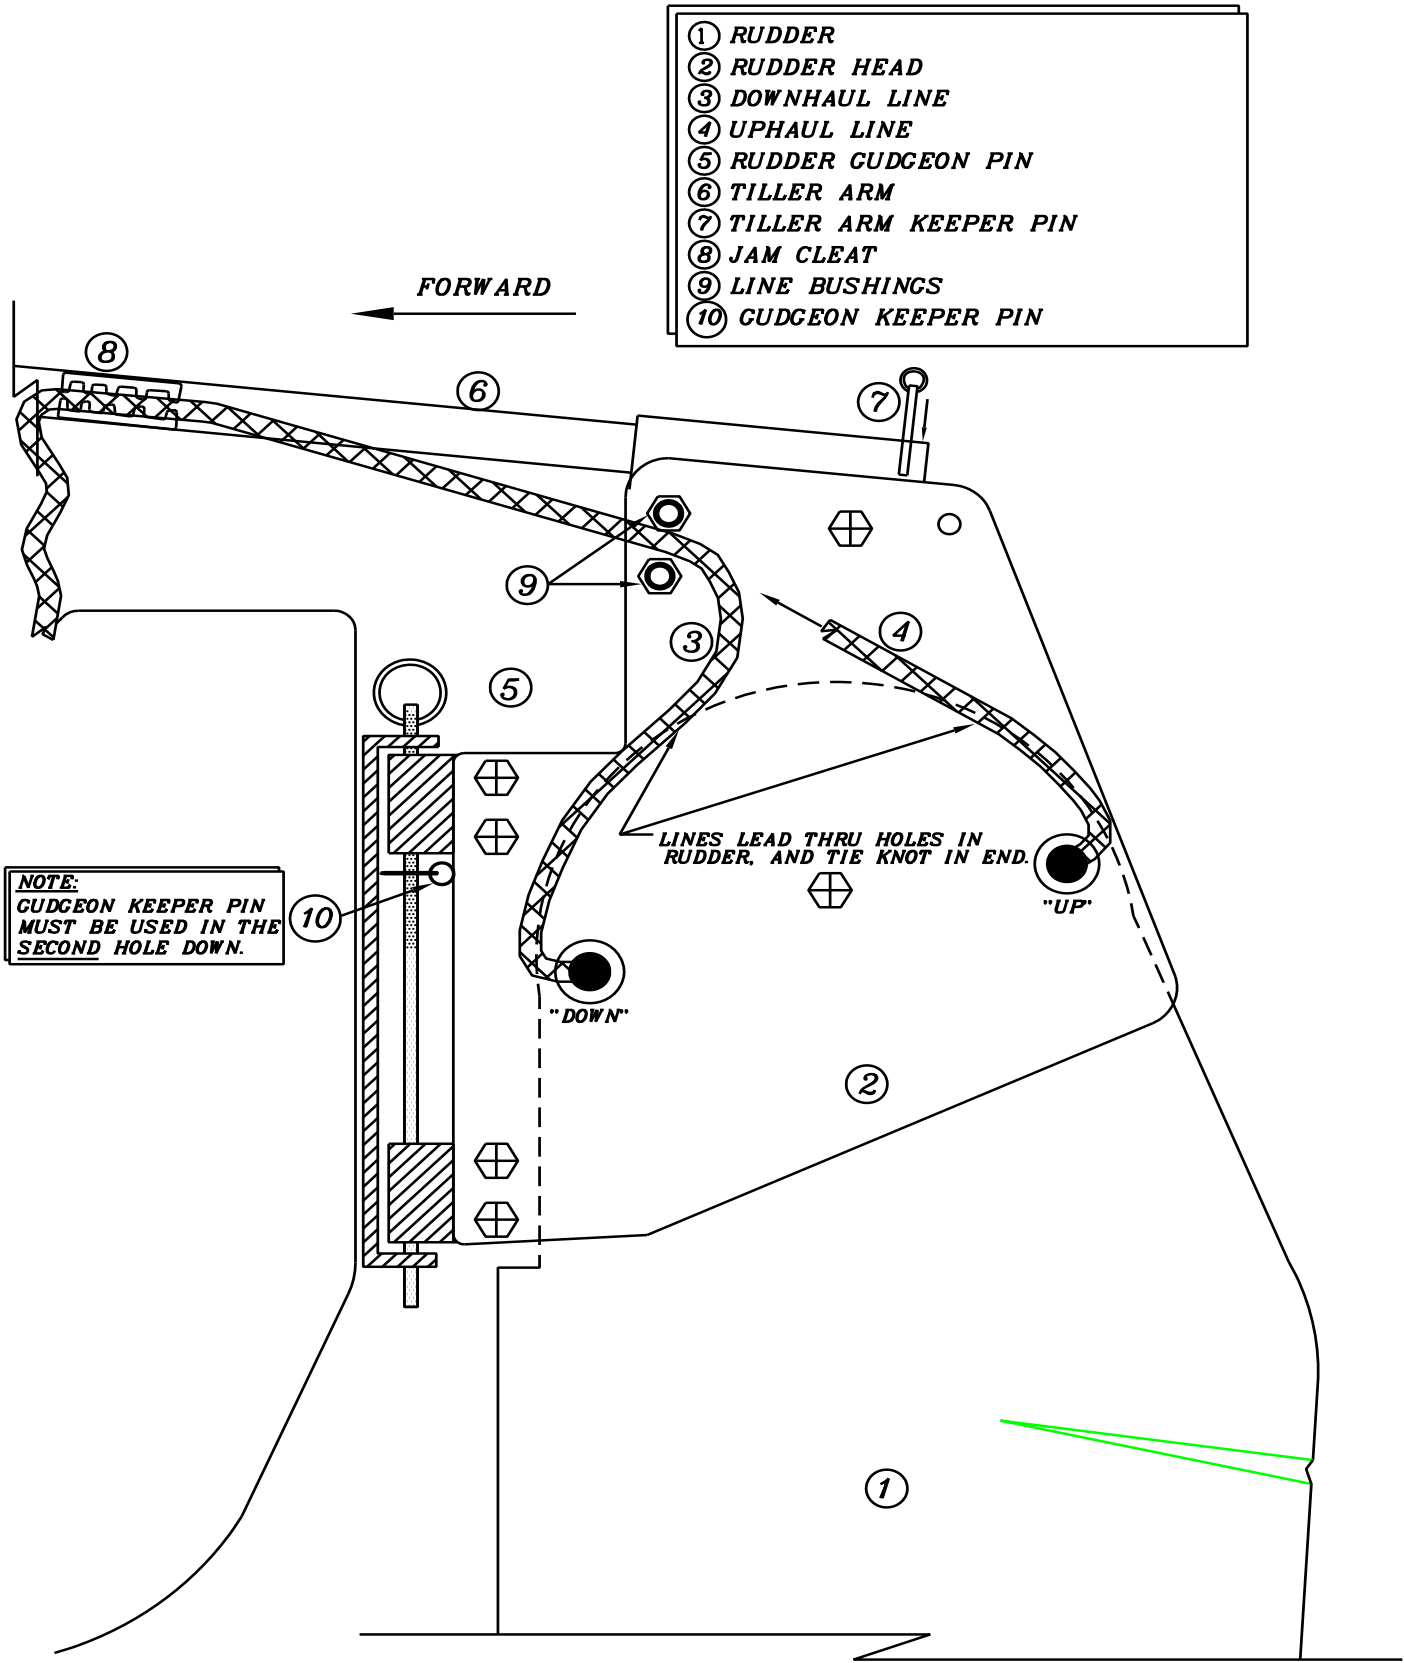 1 RUDDER
2 RUDDER HEAD
3 DOWNHAUL LINE
4 UPHAUL LINE
5 RUDDER GUDGEON PIN
6 TILLER ARM
7 TILLER ARM KEEPER PIN
8 JAM CLEAT
9 LINE BUSHINGS
10 GUDGEON KEEPER PIN
FORWARD
8
6
7
9
3
4
5
LINES LEAD THRU HOLES IN
RUDDER, AND TIE KNOT IN END.
NOTE:
GUDGEON KEEPER PIN
MUST BE USED IN THE
SECOND HOLE DOWN.
10
"UP"
"DOWN"
2
1